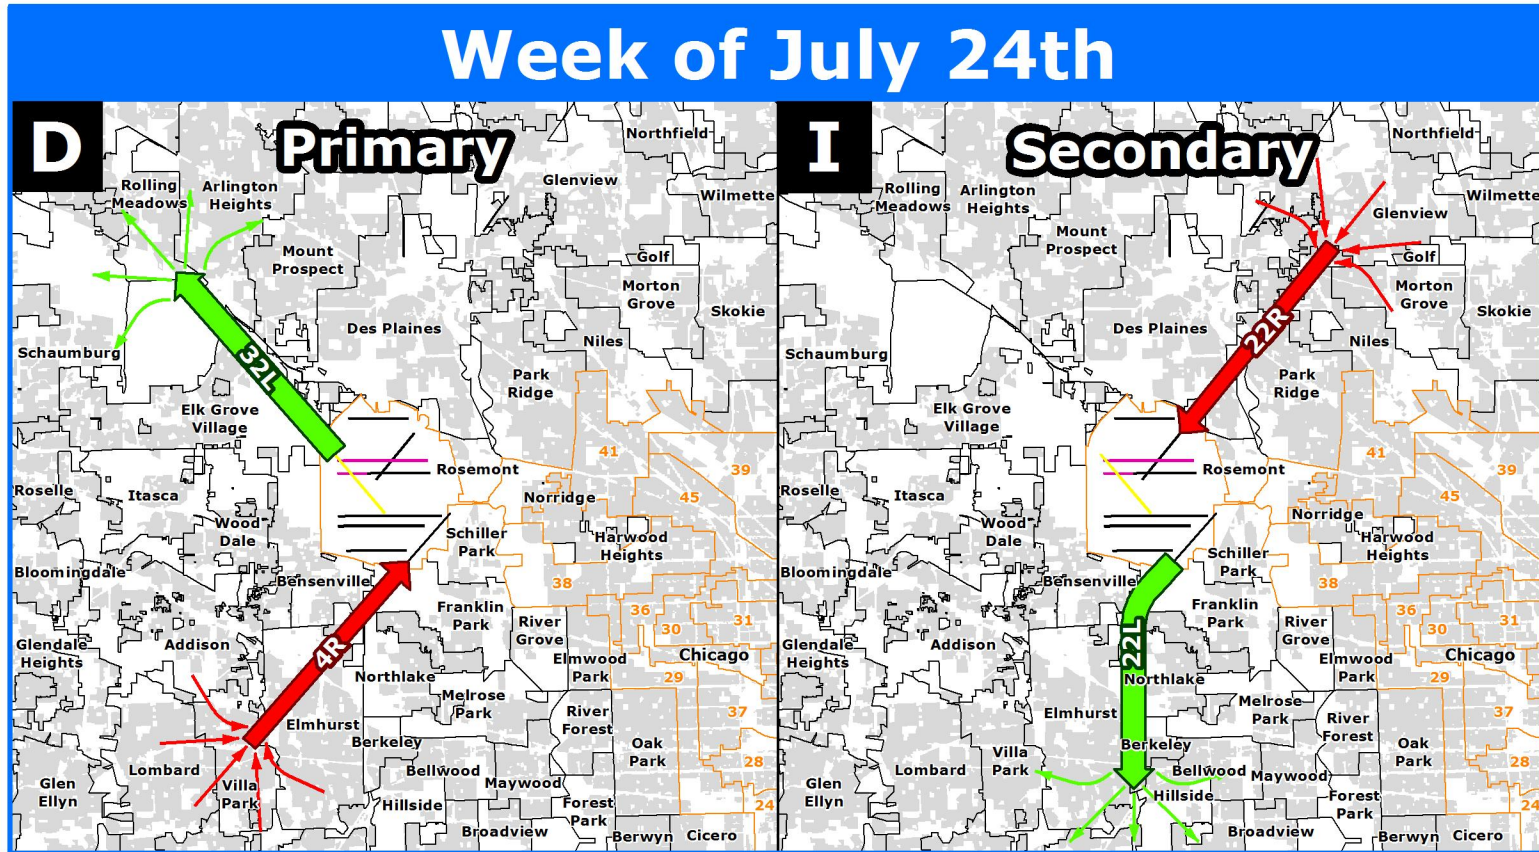 Week of July 24th
D
Primary
Northfield
Rolling
Meadows
Arlington
Heights
Glenview
Wilmette
Mount
Prospect
Golf
Morton
Grove
Skokie
Des Plaines
Niles
Schaumburg
32L
Park
Ridge
Elk Grove
Village
41
39
Rosemont
Roselle
Itasca
Norridge
45
Wood
Dale
Schiller
Park
Harwood
Heights
Bloomingdale
Bensenville
38
Franklin
Park
36
31
River
Grove
30
Glendale
Heights
Addison
4R
Elmwood
Park
Chicago
Northlake
29
Melrose
Park
Elmhurst
River
Forest
37
Berkeley
Oak
Park
28
Lombard
Bellwood
Maywood
Glen
Ellyn
Villa
Park
Hillside
Forest
Park
24
Broadview
Berwyn
Cicero
I
Secondary
Northfield
Rolling
Meadows
Arlington
Heights
Wilmette
Glenview
Mount
Prospect
Golf
Morton
Grove
Skokie
Des Plaines
22R
Niles
Schaumburg
Park
Ridge
Elk Grove
Village
41
39
Rosemont
Roselle
Itasca
45
Norridge
Wood
Dale
Harwood
Heights
Schiller
Park
Bloomingdale
Bensenville
38
Franklin
Park
36
31
River
Grove
30
Glendale
Heights
Addison
22L
Elmwood
Park
Chicago
Northlake
29
Melrose
Park
Elmhurst
River
Forest
37
Berkeley
Villa
Park
Oak
Park
28
Lombard
Bellwood
Maywood
Glen
Ellyn
Hillside
Forest
Park
24
Broadview
Berwyn
Cicero